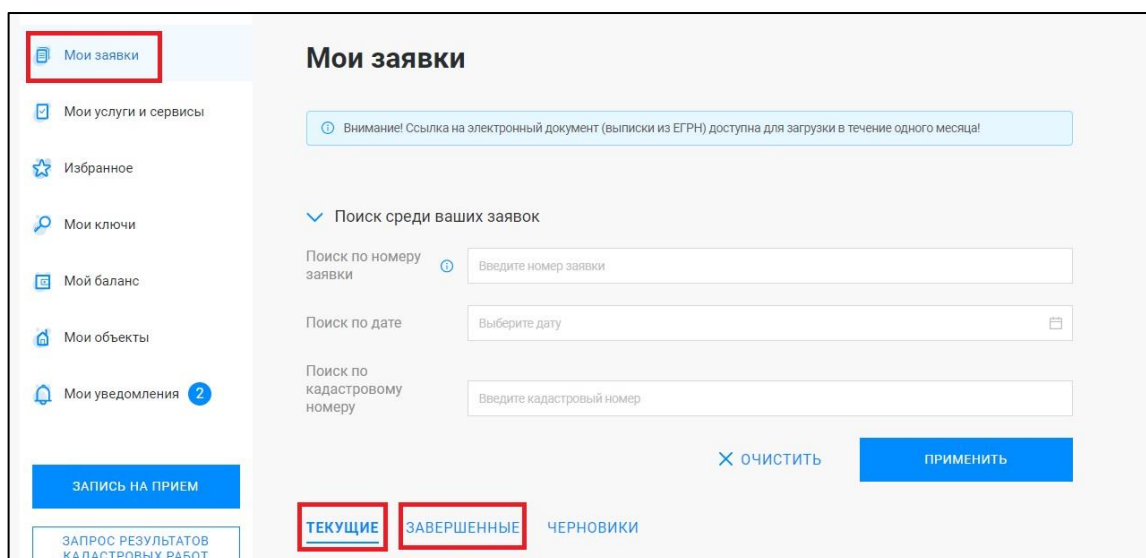 Мои заявки
Мои услуги и сервисы
Избранное
Мои ключи
Мой баланс
Мои объекты
Мои уведомления 2
ЗАПИСЬ НА ПРИЕМ
ЗАПРОС РЕЗУЛЬТАТОВ
КАДАСТРОВЫХ РАБОТ
Мои заявки
Внимание! Ссылка на электронный документ (выписки из ЕГРН) доступна для загрузки в течение одного месяца!
Поиск среди ваших заявок
Поиск по номеру
заявки
Введите номер заявки
Поиск по дате
Выберите дату
Поиск по
кадастровому
номеру
Введите кадастровый номер
ОЧИСТИТЬ
ПРИМЕНИТЬ
ТЕКУЩИЕ ЗАВЕРШЕННЫЕ ЧЕРНОВИКИ